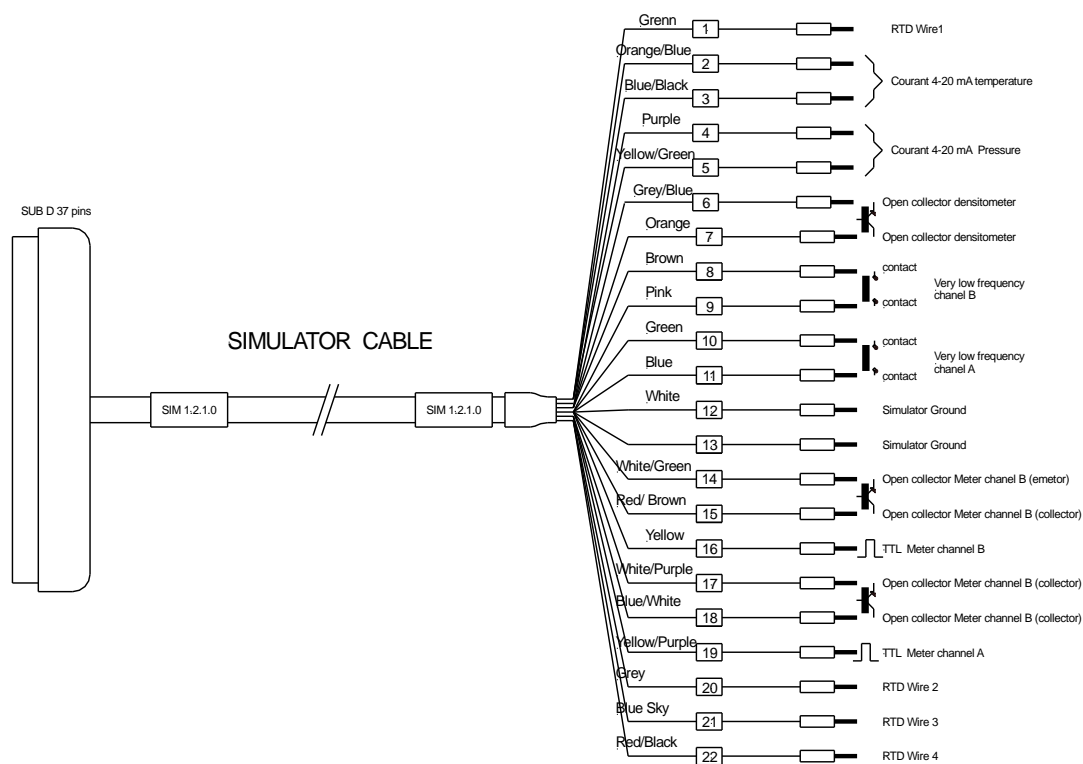 Grenn 1 RTD Wire1
Orange/Blue 2
Courant 4-20 mA temperature
Blue/Black 3
Purple 4
Courant 4-20 mA Pressure
Yellow/Green 5
Grey/Blue 6 Open collector densitometer
SUB D 37 pins
Orange 7 Open collector densitometer
Brown 8 contact
Very low frequency
chanel B
Pink 9 contact
SIMULATOR CABLE
Green 10 contact
Very low frequency
chanel A
Blue 11 contact
White 12 Simulator Ground
SIM 1.2.1.0 SIM 1.2.1.0
13 Simulator Ground
White/Green 14 Open collector Meter chanel B (emetor)
Red/ Brown 15 Open collector Meter channel B (collector)
Yellow 16 TTL Meter channel B
White/Purple 17 Open collector Meter channel B (collector)
Blue/White 18 Open collector Meter channel B (collector)
Yellow/Purple 19 TTL Meter channel A
Grey 20 RTD Wire 2
Blue Sky 21 RTD Wire 3
Red/Black 22 RTD Wire 4